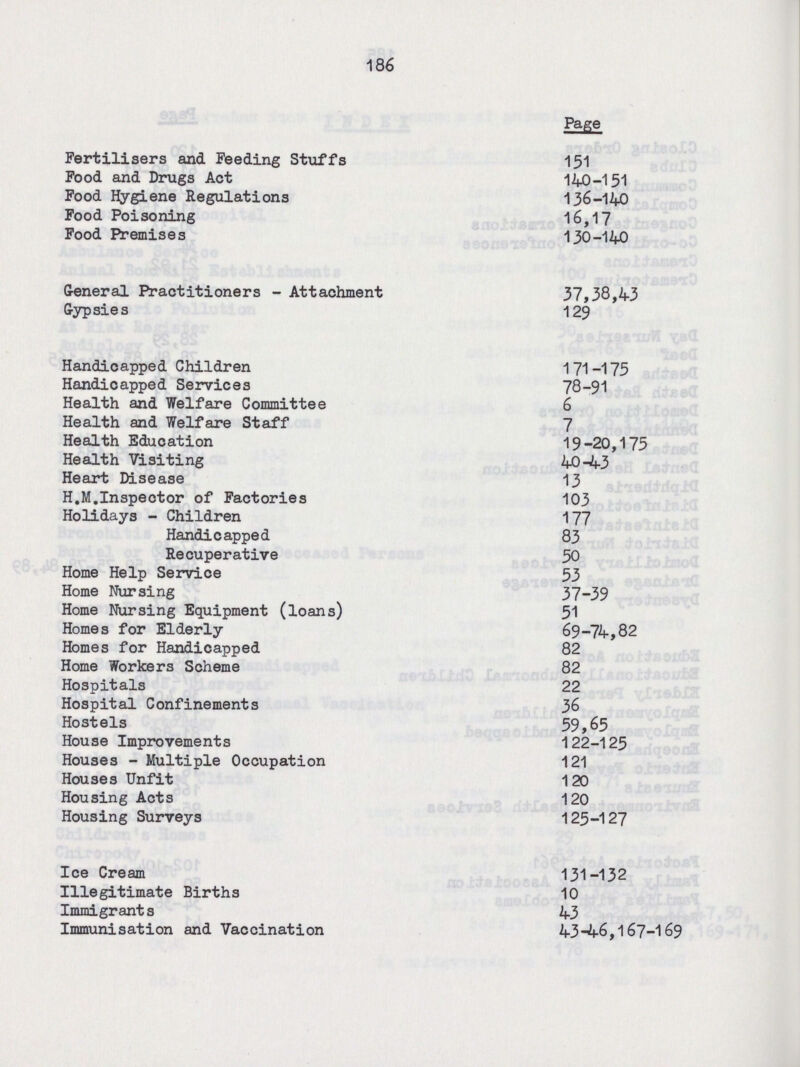 186
Page
Fertilisers and Feeding Stuffs 151
Food and Drugs Act 140-151
Food Hygiene Regulations 136-140
Food Poisoning 16,17
Food Premises 130-140
General Practitioners - Attachment 37,38,43
Gypsies 129
Handicapped Children 171-175
Handicapped Services 78-91
Health and Welfare Committee 6
Health and Welfare Staff 7
Health Education 19-20,175
Health Visiting 40-43
Heart Disease 13
H.M.Inspector of Factories 103
Holidays - Children 177
Handicapped 83
Recuperative 50
Home Help Service 53
Home Nursing 37-39
Home Nursing Equipment (loans) 51
Homes for Elderly 69-74,82
Homes for Handicapped 82
Home Workers Scheme 82
Hospitals 22
Hospital Confinements 36
Hostels 59,65
House Improvements 122-125
Houses - Multiple Occupation 121
Houses Unfit 120
Housing Acts 120
Housing Surveys 125-127
Ice Cream 131-132
Illegitimate Births 10
Immigrants 43
Immunisation and Vaccination 43-46,167-169